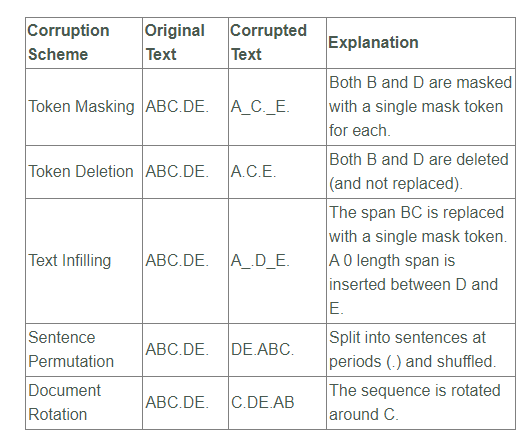 Corruption Scheme | Original Text | Corrupted Text | Explanation
Token Masking | ABC.DE. | A_C._E. | Both B and D are masked with a single mask token for each.
Token Deletion | ABC.DE. | A.C.E. | Both B and D are deleted (and not replaced).
Text Infilling | ABC.DE. | A_.D_E. | The span BC is replaced with a single mask token. A 0 length span is inserted between D and E.
Sentence Permutation | ABC.DE. | DE.ABC. | Split into sentences at periods (.) and shuffled.
Document Rotation | ABC.DE. | C.DE.AB | The sequence is rotated around C.